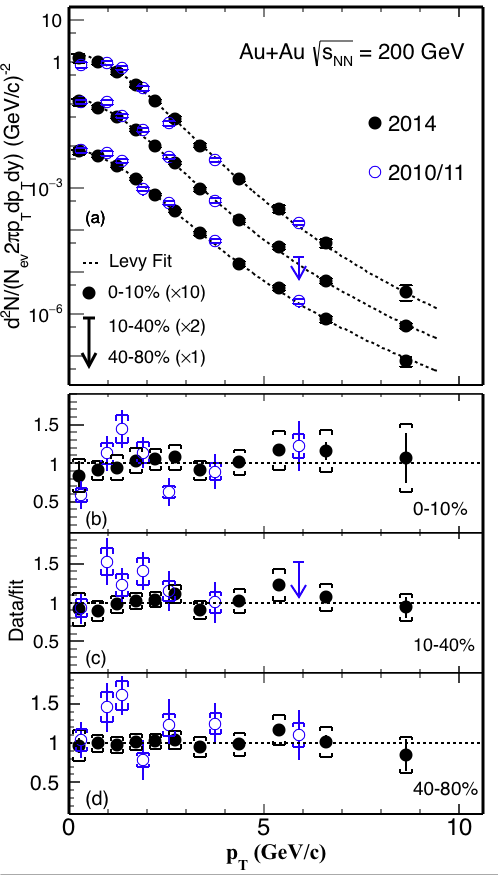 10
1
10⁻³
10⁻⁶
d²N/(N_ev 2πp_T dp_T dy) (GeV/c)⁻²
Au+Au √s_NN = 200 GeV
2014
2010/11
(a)
Levy Fit
0-10% (×10)
10-40% (×2)
40-80% (×1)
1.5
1
0.5
(b)
0-10%
Data/fit
1.5
1
0.5
(c)
10-40%
1.5
1
0.5
(d)
40-80%
0 5 10
p_T (GeV/c)